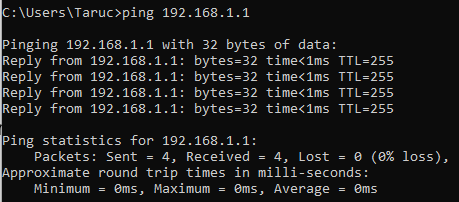 C:\Users\Taruc>ping 192.168.1.1
Pinging 192.168.1.1 with 32 bytes of data:
Reply from 192.168.1.1: bytes=32 time<1ms TTL=255
Reply from 192.168.1.1: bytes=32 time<1ms TTL=255
Reply from 192.168.1.1: bytes=32 time<1ms TTL=255
Reply from 192.168.1.1: bytes=32 time<1ms TTL=255
Ping statistics for 192.168.1.1:
    Packets: Sent = 4, Received = 4, Lost = 0 (0% loss),
Approximate round trip times in milli-seconds:
    Minimum = 0ms, Maximum = 0ms, Average = 0ms